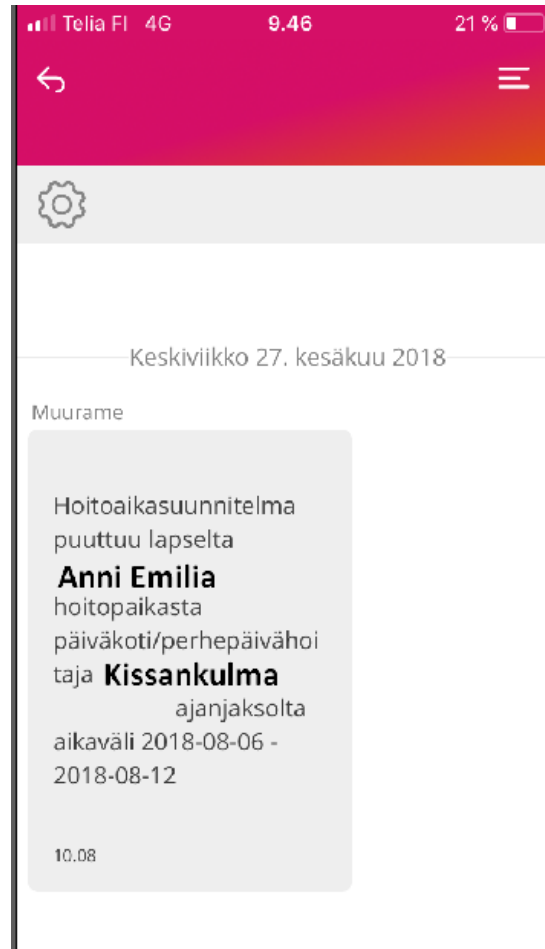 Telia FI 4G 9.46 21 %
Keskiviikko 27. kesäkuu 2018
Muurame
Hoitoaikasuunnitelma
puuttuu lapselta
Anni Emilia
hoitopaikasta
päiväkoti/perhepäivähoi
taja Kissankulma
ajanjaksolta
aikaväli 2018-08-06 -
2018-08-12
10.08